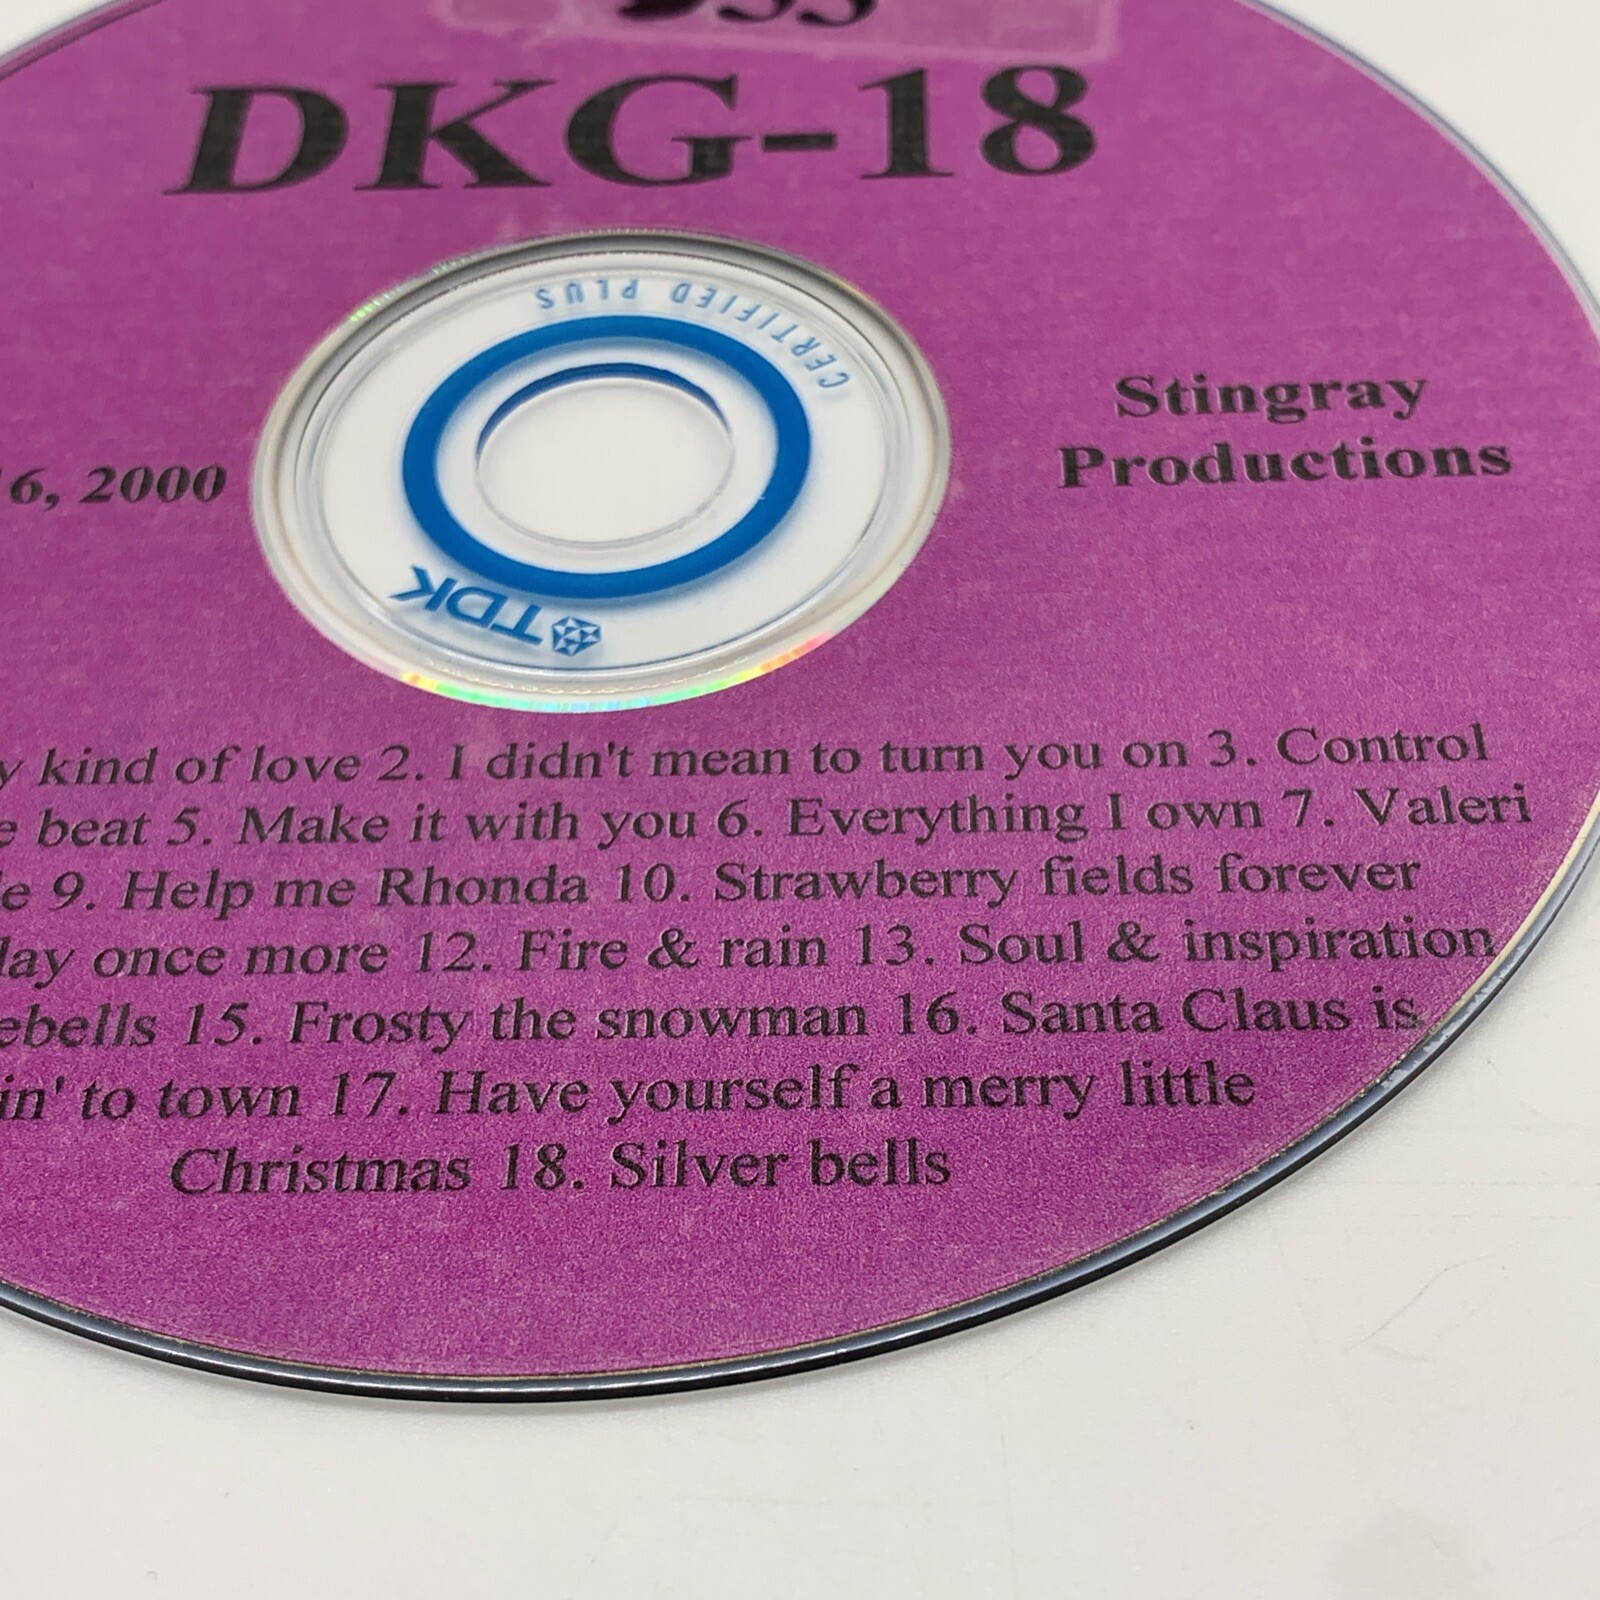 DKG-18
CERTIFIED PLUS
Stingray
Productions
6, 2000
TDK
y kind of love 2. I didn't mean to turn you on 3. Control
e beat 5. Make it with you 6. Everything I own 7. Valeri
e 9. Help me Rhonda 10. Strawberry fields forever
lay once more 12. Fire & rain 13. Soul & inspiration
ebells 15. Frosty the snowman 16. Santa Claus is
in' to town 17. Have yourself a merry little
Christmas 18. Silver bells